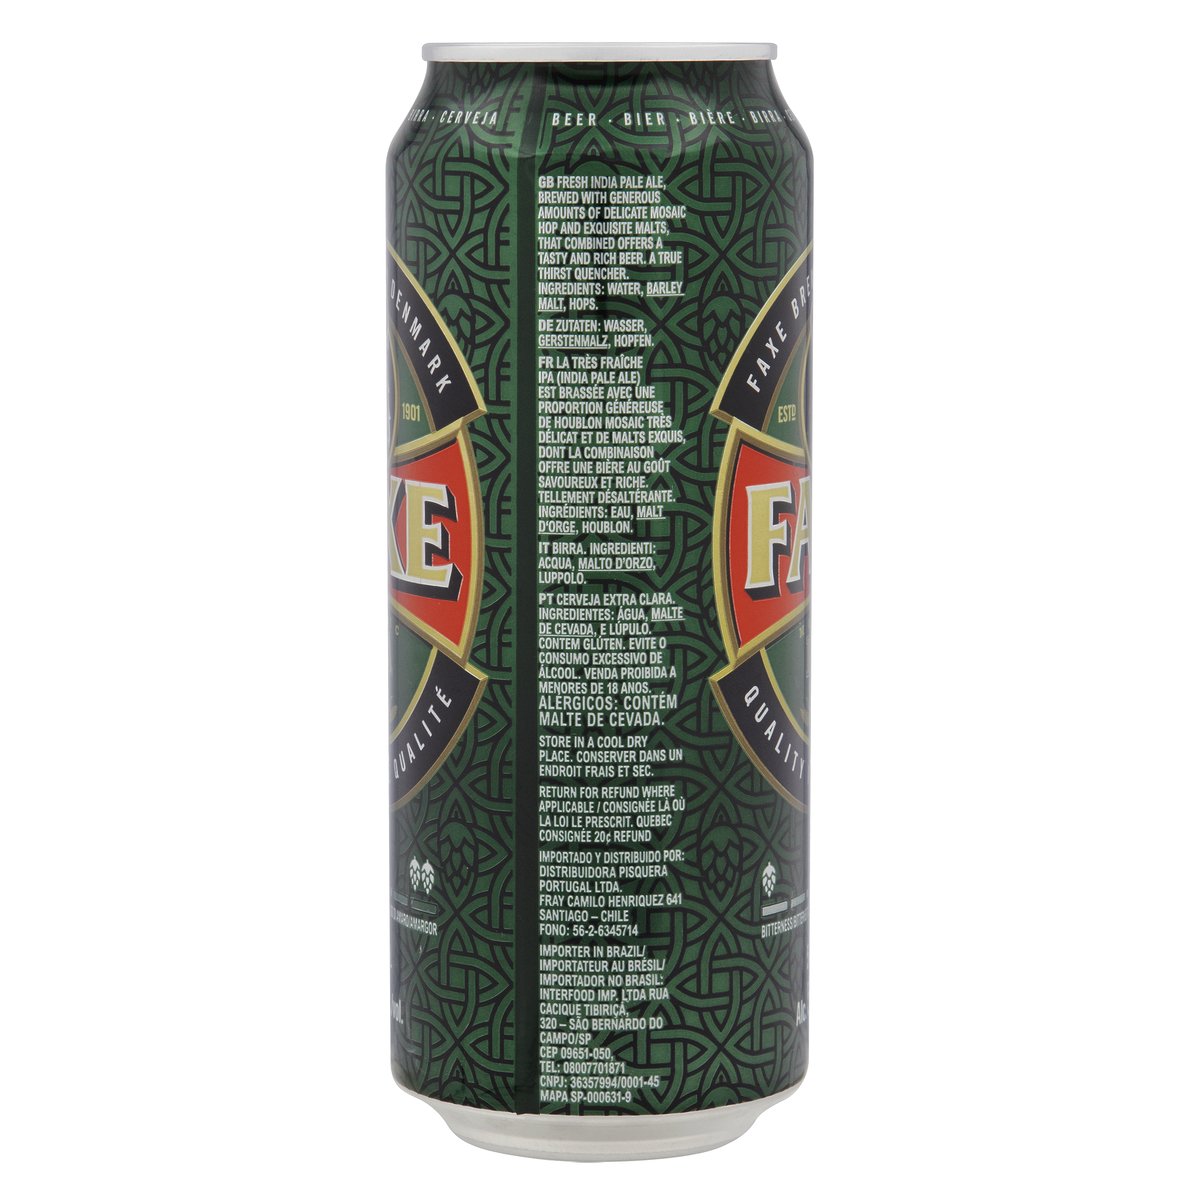 BIRRA · CERVEJA
BEER · BIER · BIÈRE · BIRRA ·
GB FRESH INDIA PALE ALE,
BREWED WITH GENEROUS
AMOUNTS OF DELICATE MOSAIC
HOP AND EXQUISITE MALTS,
THAT COMBINED OFFERS A
TASTY AND RICH BEER. A TRUE
THIRST QUENCHER.
INGREDIENTS: WATER, BARLEY
MALT, HOPS.
DE ZUTATEN: WASSER,
GERSTENMALZ, HOPFEN.
FR LA TRÈS FRAÎCHE
IPA (INDIA PALE ALE)
EST BRASSÉE AVEC UNE
PROPORTION GÉNÉREUSE
DE HOUBLON MOSAIC TRÈS
DÉLICAT ET DE MALTS EXQUIS,
DONT LA COMBINAISON
OFFRE UNE BIÈRE AU GOÛT
SAVOUREUX ET RICHE.
TELLEMENT DÉSALTÉRANTE.
INGRÉDIENTS: EAU, MALT
D'ORGE, HOUBLON.
IT BIRRA. INGREDIENTI:
ACQUA, MALTO D'ORZO,
LUPPOLO.
PT CERVEJA EXTRA CLARA.
INGREDIENTES: ÁGUA, MALTE
DE CEVADA, E LÚPULO.
CONTEM GLÚTEN. EVITE O
CONSUMO EXCESSIVO DE
ÁLCOOL. VENDA PROIBIDA A
MENORES DE 18 ANOS.
ALÉRGICOS: CONTÉM
MALTE DE CEVADA.
STORE IN A COOL DRY
PLACE. CONSERVER DANS UN
ENDROIT FRAIS ET SEC.
RETURN FOR REFUND WHERE
APPLICABLE / CONSIGNÉE LÀ OÙ
LA LOI LE PRESCRIT. QUEBEC
CONSIGNÉE 20¢ REFUND
IMPORTADO Y DISTRIBUIDO POR:
DISTRIBUIDORA PISQUERA
PORTUGAL LTDA.
FRAY CAMILO HENRIQUEZ 641
SANTIAGO – CHILE
FONO: 56-2-6345714
IMPORTER IN BRAZIL/
IMPORTATEUR AU BRÉSIL/
IMPORTADOR NO BRASIL:
INTERFOOD IMP. LTDA RUA
CACIQUE TIBIRIÇÁ,
320 – SÃO BERNARDO DO
CAMPO/SP
CEP 09651-050,
TEL: 08007701871
CNPJ: 36357994/0001-45
MAPA SP-000631-9
DENMARK
1901
KE
QUALITÉ
AMARGOR
vol.
FAXE BRE
ESTD
FA
QUALITY
BITTERNESS
Alc.